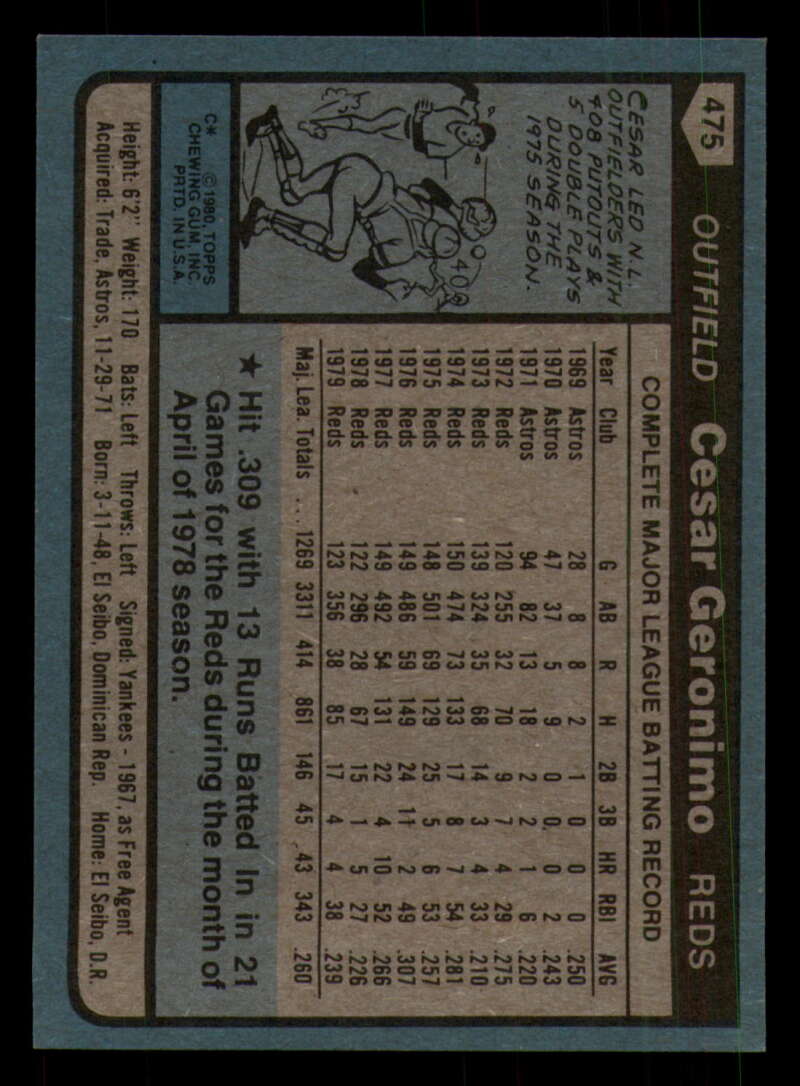 475
OUTFIELD Cesar Geronimo REDS
CESAR LED N.L.
OUTFIELDERS WITH
408 PUTOUTS &
5 DOUBLE PLAYS
DURING THE
1975 SEASON.
408
C* ©1980, TOPPS
CHEWING GUM, INC.
PRTD. IN U.S.A.
COMPLETE MAJOR LEAGUE BATTING RECORD
Year Club G AB R H 2B 3B HR RBI AVG
1969 Astros 28 8 8 2 1 0 0 0 .250
1970 Astros 47 37 5 9 0 0 0 2 .243
1971 Astros 94 82 13 18 2 2 1 6 .220
1972 Reds 120 255 32 70 9 7 4 29 .275
1973 Reds 139 324 35 68 14 3 4 33 .210
1974 Reds 150 474 73 133 17 8 7 54 .281
1975 Reds 148 501 69 129 25 5 6 53 .257
1976 Reds 149 486 59 149 24 11 2 49 .307
1977 Reds 149 492 54 131 22 4 10 52 .266
1978 Reds 122 296 28 67 15 1 5 27 .226
1979 Reds 123 356 38 85 17 4 4 38 .239
Maj. Lea. Totals ... 1269 3311 414 861 146 45 43 343 .260
★ Hit .309 with 13 Runs Batted In in 21
Games for the Reds during the month of
April of 1978 season.
Height: 6'2" Weight: 170 Bats: Left Throws: Left Signed: Yankees - 1967, as Free Agent
Acquired: Trade, Astros, 11-29-71 Born: 3-11-48, El Seibo, Dominican Rep. Home: El Seibo, D.R.